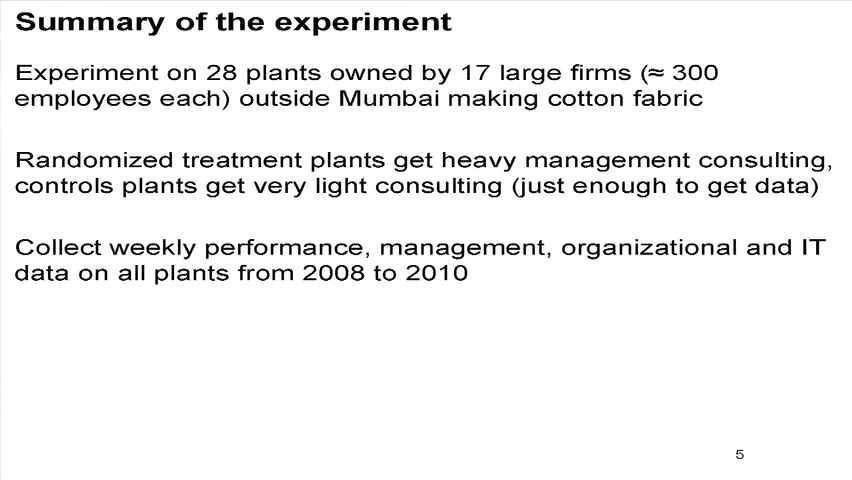 Summary of the experiment
Experiment on 28 plants owned by 17 large firms (≈ 300
employees each) outside Mumbai making cotton fabric
Randomized treatment plants get heavy management consulting,
controls plants get very light consulting (just enough to get data)
Collect weekly performance, management, organizational and IT
data on all plants from 2008 to 2010
5